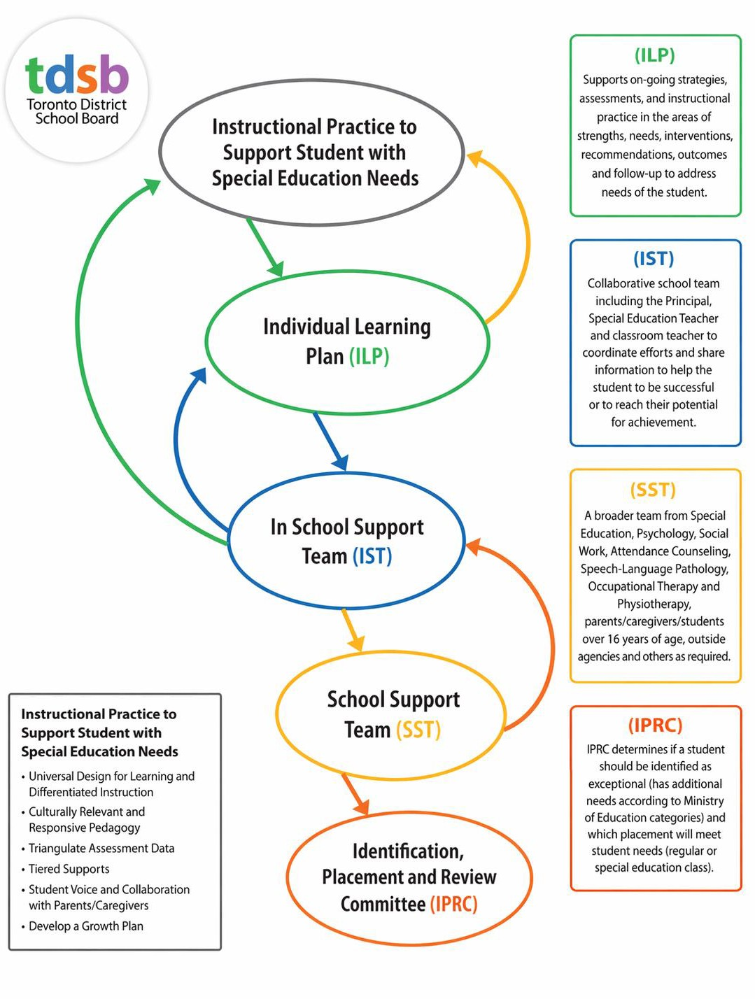 tdsb
Toronto District
School Board
Instructional Practice to
Support Student with
Special Education Needs
Individual Learning
Plan (ILP)
In School Support
Team (IST)
School Support
Team (SST)
Identification,
Placement and Review
Committee (IPRC)
(ILP)
Supports on-going strategies,
assessments, and instructional
practice in the areas of
strengths, needs, interventions,
recommendations, outcomes
and follow-up to address
needs of the student.
(IST)
Collaborative school team
including the Principal,
Special Education Teacher
and classroom teacher to
coordinate efforts and share
information to help the
student to be successful
or to reach their potential
for achievement.
(SST)
A broader team from Special
Education, Psychology, Social
Work, Attendance Counseling,
Speech-Language Pathology,
Occupational Therapy and
Physiotherapy,
parents/caregivers/students
over 16 years of age, outside
agencies and others as required.
(IPRC)
IPRC determines if a student
should be identified as
exceptional (has additional
needs according to Ministry
of Education categories) and
which placement will meet
student needs (regular or
special education class).
Instructional Practice to
Support Student with
Special Education Needs
• Universal Design for Learning and
Differentiated Instruction
• Culturally Relevant and
Responsive Pedagogy
• Triangulate Assessment Data
• Tiered Supports
• Student Voice and Collaboration
with Parents/Caregivers
• Develop a Growth Plan